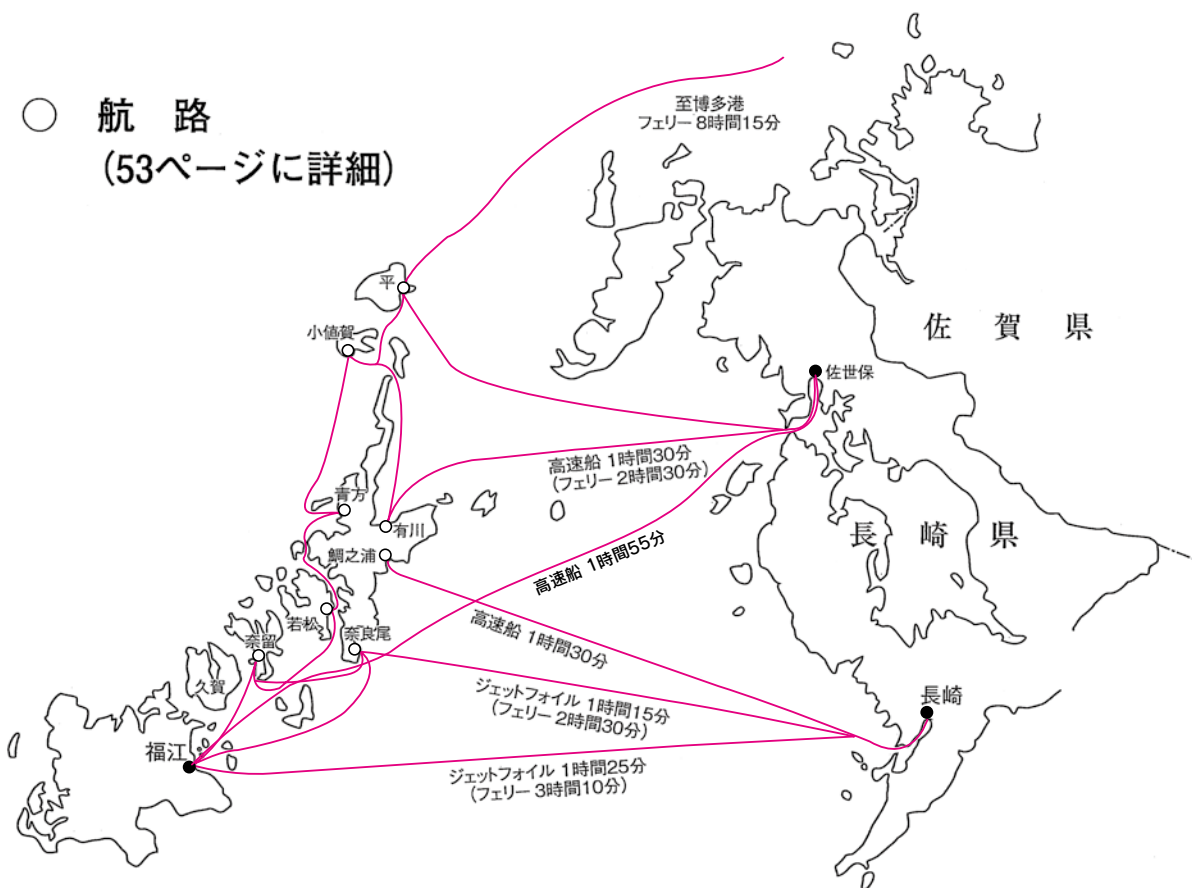 ○ 航 路
(53ページに詳細)
至博多港
フェリー 8時間15分
平
小値賀
佐賀県
佐世保
高速船 1時間30分
(フェリー 2時間30分)
青方
有川
長崎県
鯛之浦
高速船 1時間55分
若松
高速船 1時間30分
奈留
奈良尾
久賀
ジェットフォイル 1時間15分
(フェリー 2時間30分)
長崎
福江
ジェットフォイル 1時間25分
(フェリー 3時間10分)